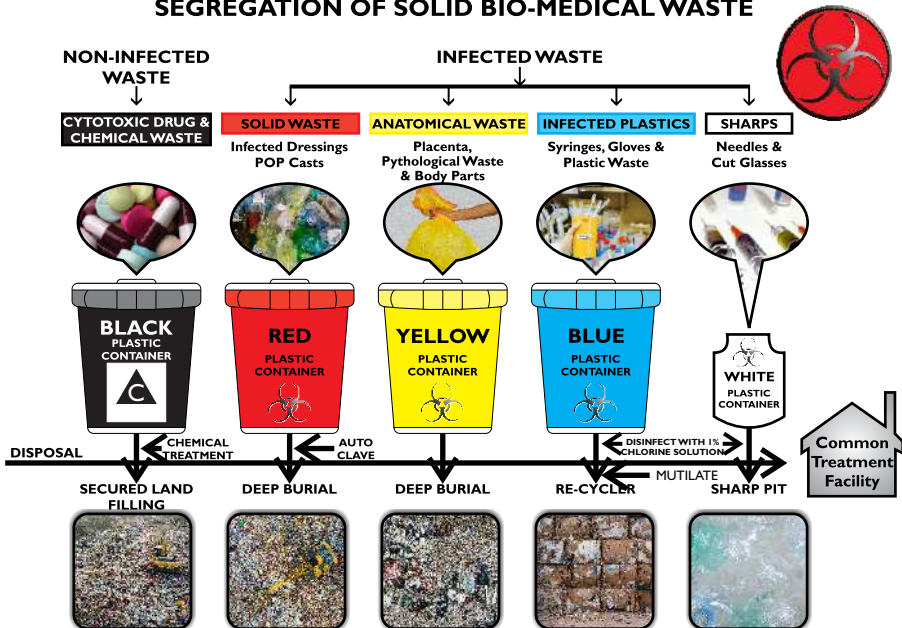 SEGREGATION OF SOLID BIO-MEDICAL WASTE
NON-INFECTED
WASTE
INFECTED WASTE
CYTOTOXIC DRUG &
CHEMICAL WASTE
SOLID WASTE
Infected Dressings
POP Casts
ANATOMICAL WASTE
Placenta,
Pythological Waste
& Body Parts
INFECTED PLASTICS
Syringes, Gloves &
Plastic Waste
SHARPS
Needles &
Cut Glasses
BLACK
PLASTIC
CONTAINER
C
RED
PLASTIC
CONTAINER
YELLOW
PLASTIC
CONTAINER
BLUE
PLASTIC
CONTAINER
WHITE
PLASTIC
CONTAINER
DISPOSAL
CHEMICAL
TREATMENT
AUTO
CLAVE
DISINFECT WITH 1%
CHLORINE SOLUTION
MUTILATE
Common
Treatment
Facility
SECURED LAND
FILLING
DEEP BURIAL
DEEP BURIAL
RE-CYCLER
SHARP PIT